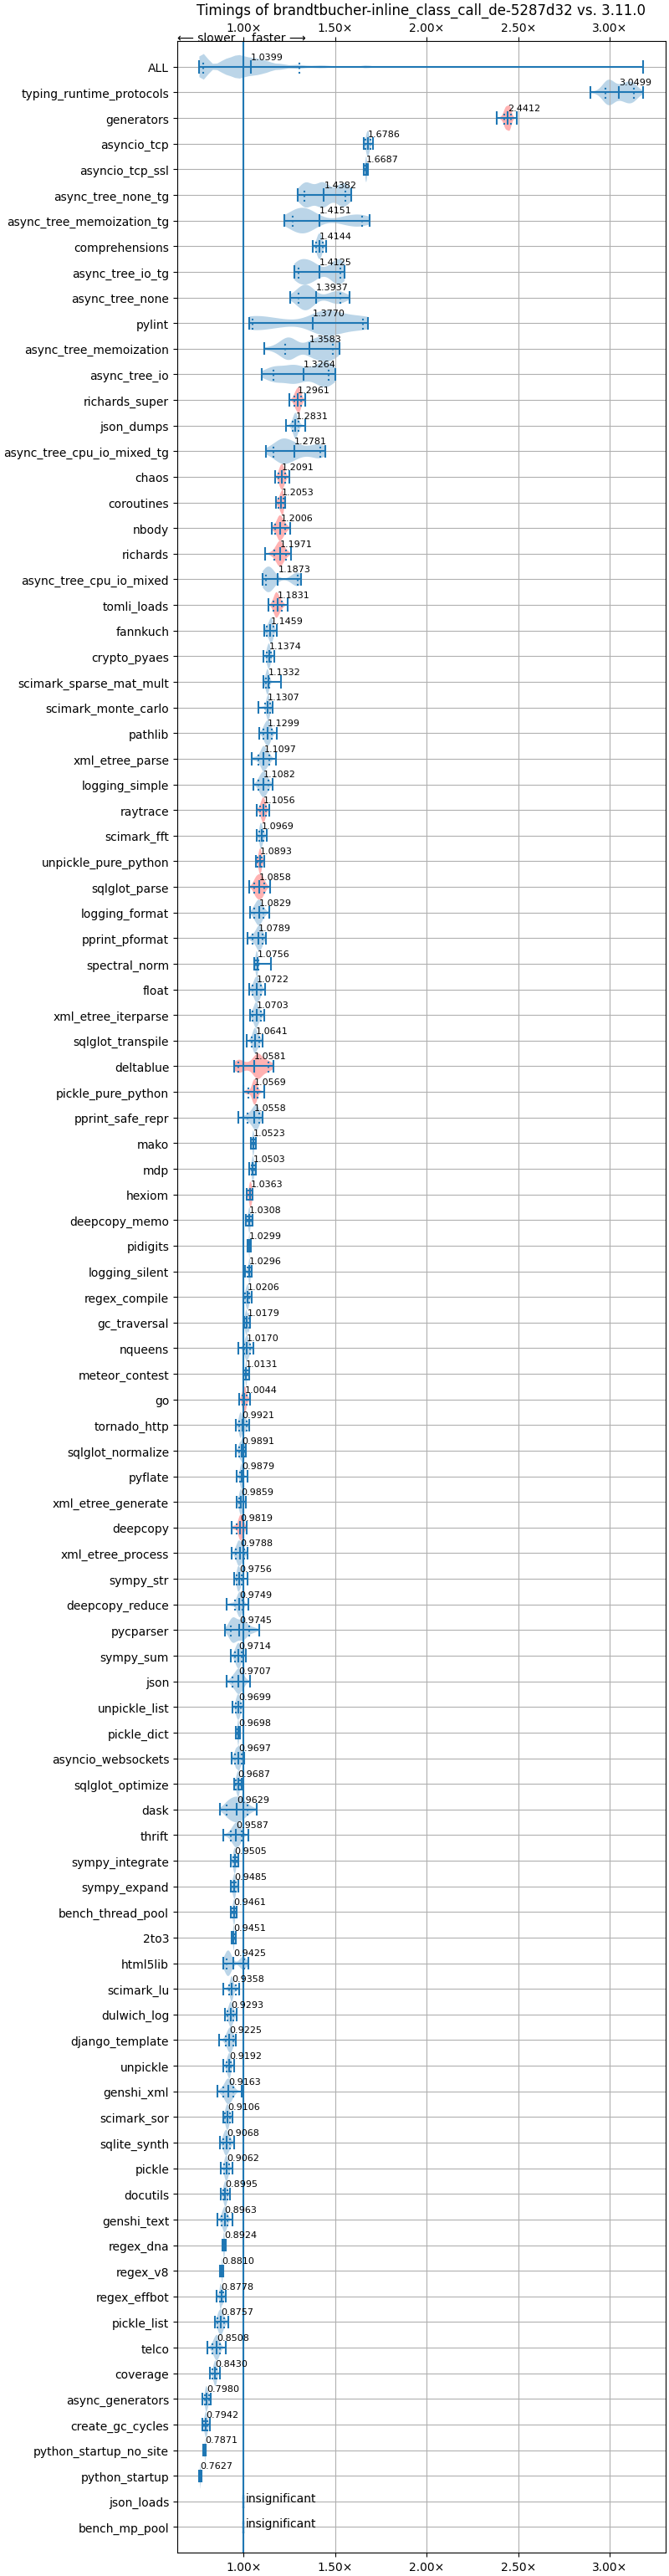 Timings of brandtbucher-inline_class_call_de-5287d32 vs. 3.11.0
1.00× 1.50× 2.00× 2.50× 3.00×
⟵ slower faster ⟶
ALL 1.0399
typing_runtime_protocols 3.0499
generators 2.4412
asyncio_tcp 1.6786
asyncio_tcp_ssl 1.6687
async_tree_none_tg 1.4382
async_tree_memoization_tg 1.4151
comprehensions 1.4144
async_tree_io_tg 1.4125
async_tree_none 1.3937
pylint 1.3770
async_tree_memoization 1.3583
async_tree_io 1.3264
richards_super 1.2961
json_dumps 1.2831
async_tree_cpu_io_mixed_tg 1.2781
chaos 1.2091
coroutines 1.2053
nbody 1.2006
richards 1.1971
async_tree_cpu_io_mixed 1.1873
tomli_loads 1.1831
fannkuch 1.1459
crypto_pyaes 1.1374
scimark_sparse_mat_mult 1.1332
scimark_monte_carlo 1.1307
pathlib 1.1299
xml_etree_parse 1.1097
logging_simple 1.1082
raytrace 1.1056
scimark_fft 1.0969
unpickle_pure_python 1.0893
sqlglot_parse 1.0858
logging_format 1.0829
pprint_pformat 1.0789
spectral_norm 1.0756
float 1.0722
xml_etree_iterparse 1.0703
sqlglot_transpile 1.0641
deltablue 1.0581
pickle_pure_python 1.0569
pprint_safe_repr 1.0558
mako 1.0523
mdp 1.0503
hexiom 1.0363
deepcopy_memo 1.0308
pidigits 1.0299
logging_silent 1.0296
regex_compile 1.0206
gc_traversal 1.0179
nqueens 1.0170
meteor_contest 1.0131
go 1.0044
tornado_http 0.9921
sqlglot_normalize 0.9891
pyflate 0.9879
xml_etree_generate 0.9859
deepcopy 0.9819
xml_etree_process 0.9788
sympy_str 0.9756
deepcopy_reduce 0.9749
pycparser 0.9745
sympy_sum 0.9714
json 0.9707
unpickle_list 0.9699
pickle_dict 0.9698
asyncio_websockets 0.9697
sqlglot_optimize 0.9687
dask 0.9629
thrift 0.9587
sympy_integrate 0.9505
sympy_expand 0.9485
bench_thread_pool 0.9461
2to3 0.9451
html5lib 0.9425
scimark_lu 0.9358
dulwich_log 0.9293
django_template 0.9225
unpickle 0.9192
genshi_xml 0.9163
scimark_sor 0.9106
sqlite_synth 0.9068
pickle 0.9062
docutils 0.8995
genshi_text 0.8963
regex_dna 0.8924
regex_v8 0.8810
regex_effbot 0.8778
pickle_list 0.8757
telco 0.8508
coverage 0.8430
async_generators 0.7980
create_gc_cycles 0.7942
python_startup_no_site 0.7871
python_startup 0.7627
json_loads insignificant
bench_mp_pool insignificant
1.00× 1.50× 2.00× 2.50× 3.00×